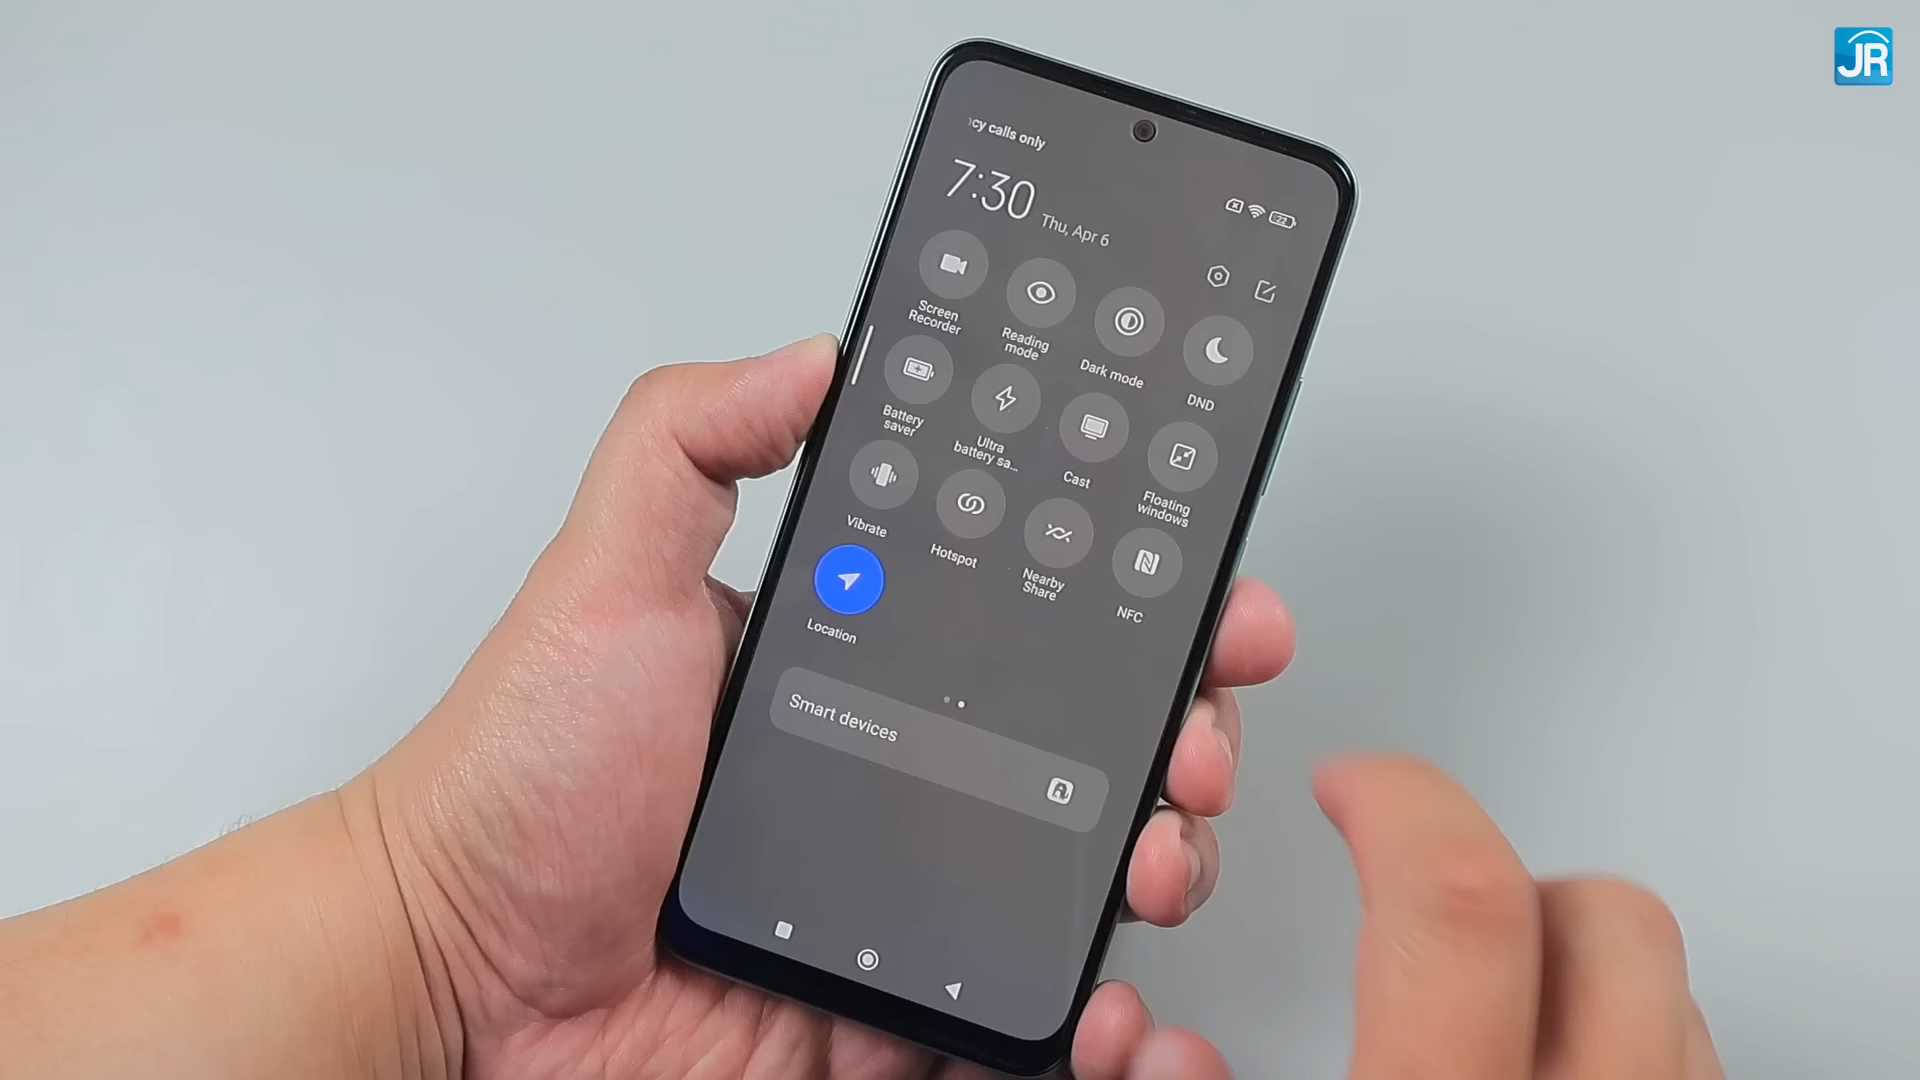 JR
cy calls only
7:30
Thu, Apr 6
22
Screen
Recorder
Reading
mode
Dark mode
DND
Battery
saver
Ultra
battery sa...
Cast
Floating
windows
Vibrate
Hotspot
Nearby
Share
NFC
Location
Smart devices